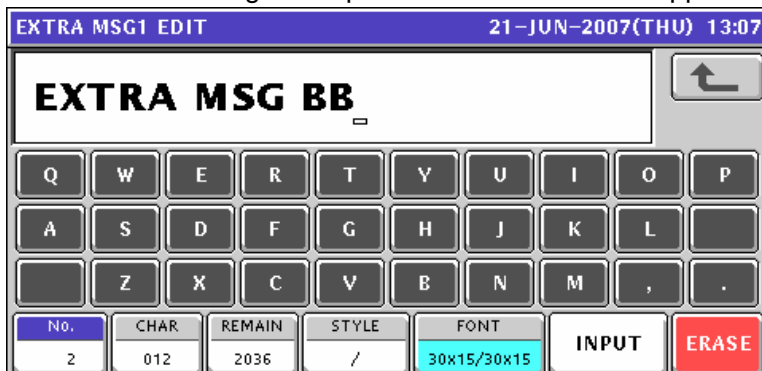 EXTRA MSG1 EDIT 21-JUN-2007(THU) 13:07
EXTRA MSG BB_
Q W E R T Y U I O P
A S D F G H J K L
Z X C V B N M , .
No. CHAR REMAIN STYLE FONT INPUT ERASE
2 012 2036 / 30x15/30x15